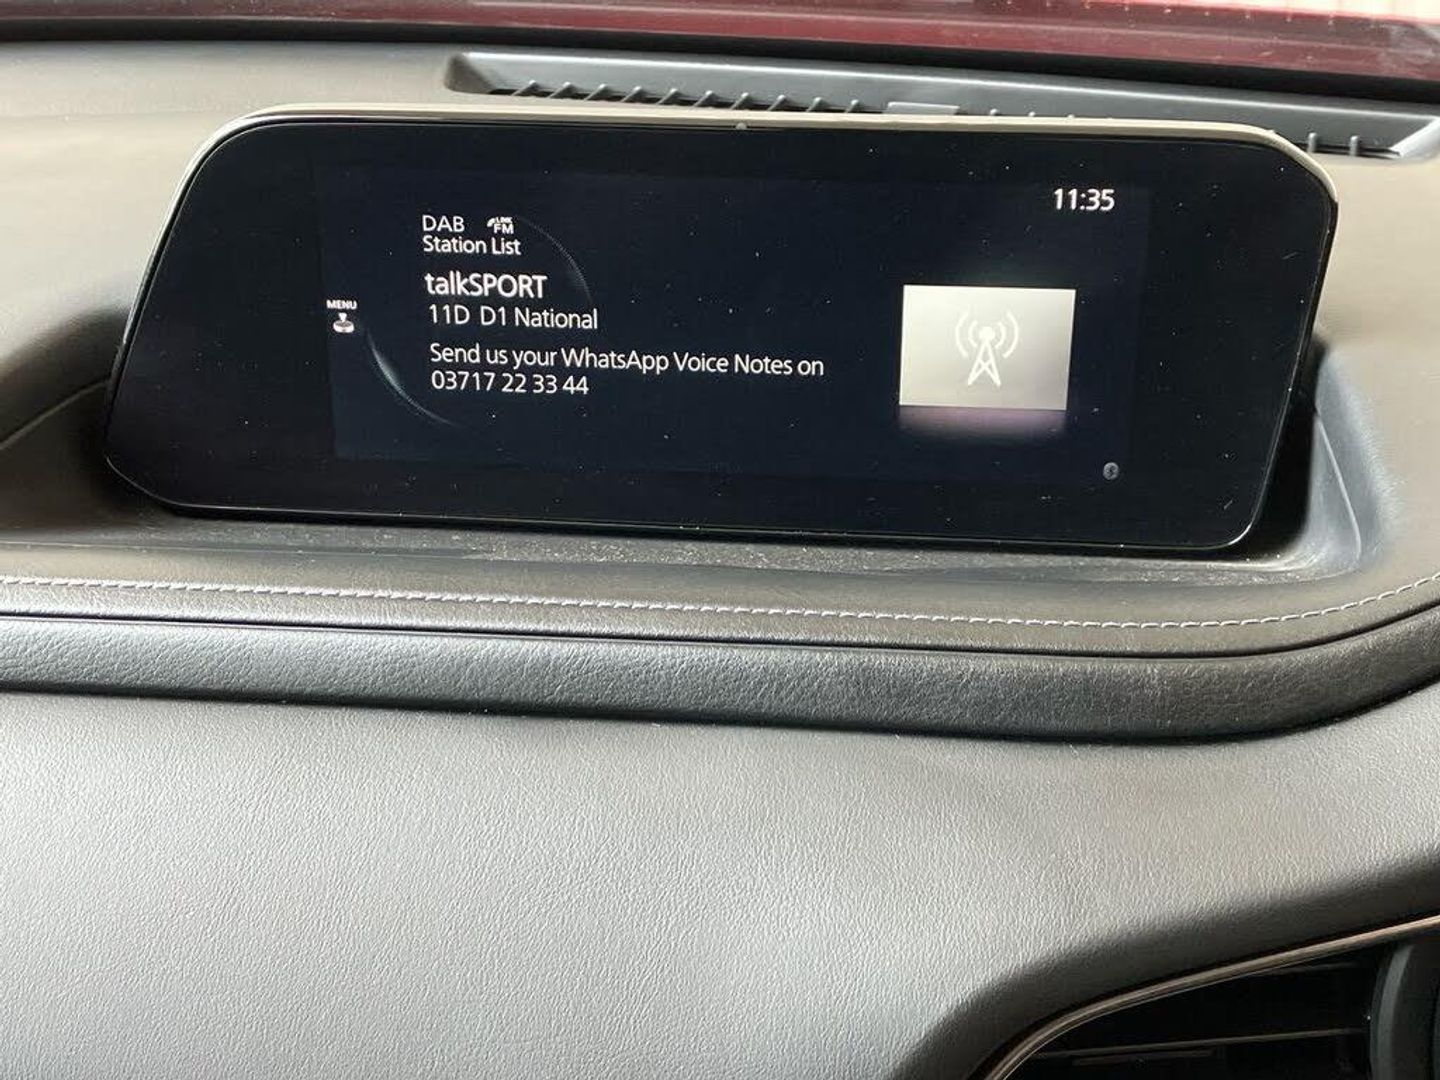 11:35
DAB LINK FM
Station List
talkSPORT
MENU
11D D1 National
Send us your WhatsApp Voice Notes on
03717 22 33 44